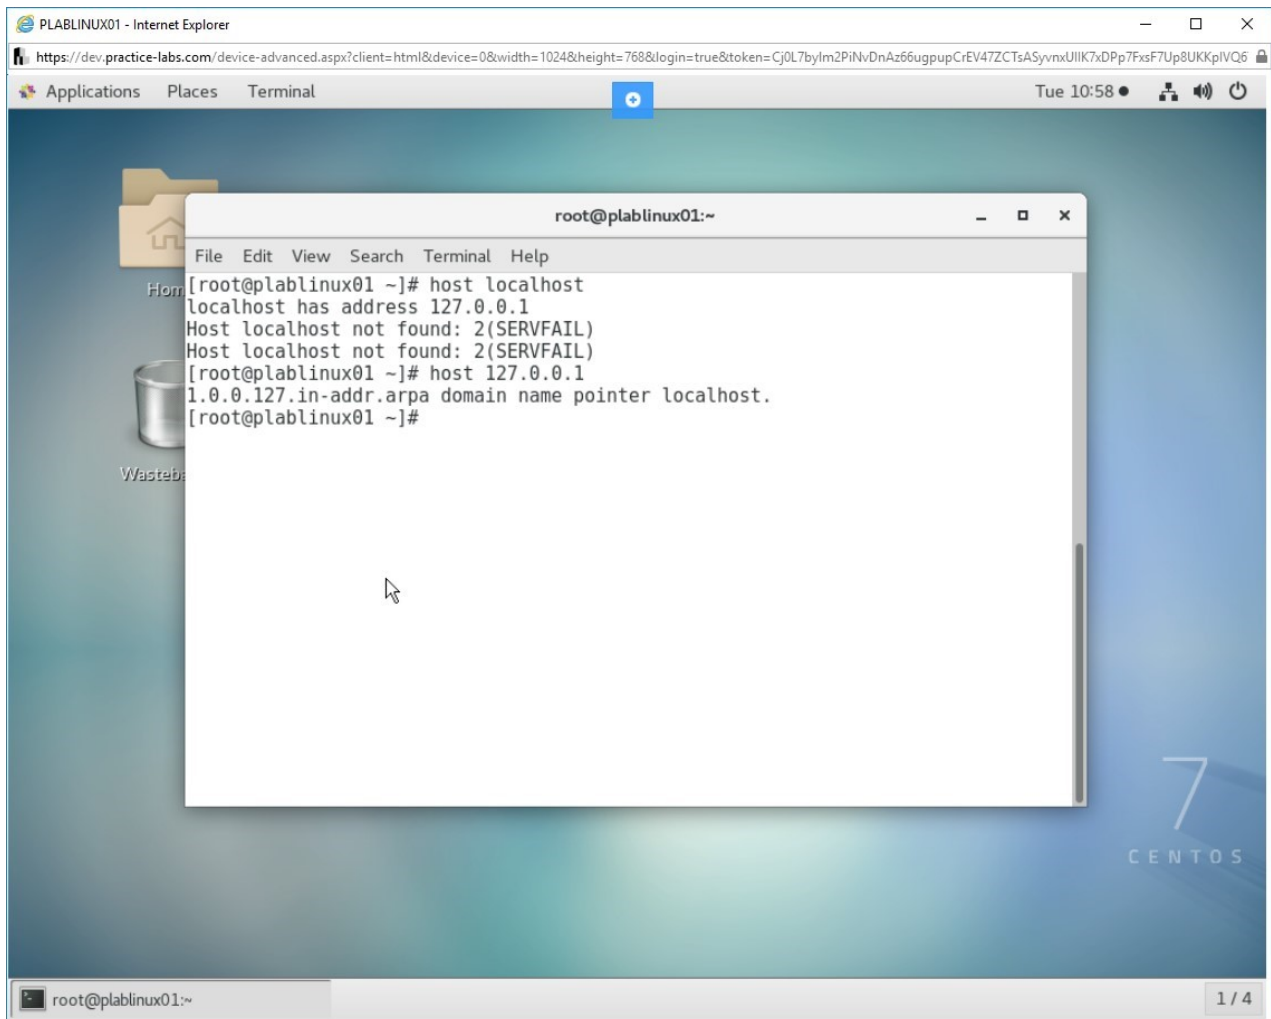 PLABLINUX01 - Internet Explorer
https://dev.practice-labs.com/device-advanced.aspx?client=html&device=0&width=1024&height=768&login=true&token=
Applications Places Terminal
Tue 10:58
root@plablinux01:~
File Edit View Search Terminal Help
[root@plablinux01 ~]# host localhost
localhost has address 127.0.0.1
Host localhost not found: 2(SERVFAIL)
Host localhost not found: 2(SERVFAIL)
[root@plablinux01 ~]# host 127.0.0.1
1.0.0.127.in-addr.arpa domain name pointer localhost.
[root@plablinux01 ~]#
Hom
Wasteb
7
CENTOS
root@plablinux01:~
1 / 4